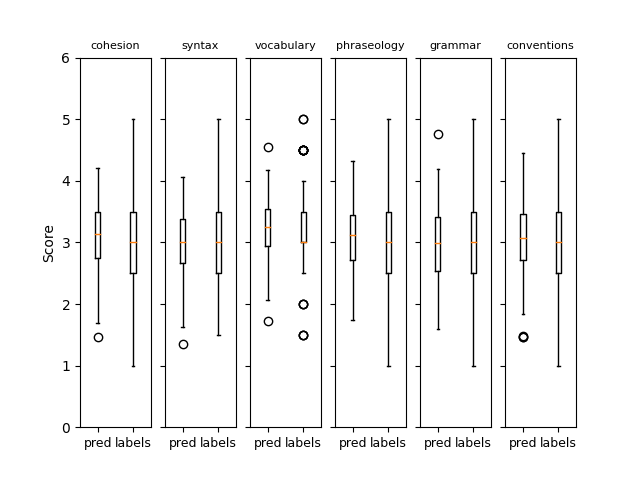 cohesion syntax vocabulary phraseology grammar conventions
6
5
4
3
2
1
0
Score
pred labels pred labels pred labels pred labels pred labels pred labels